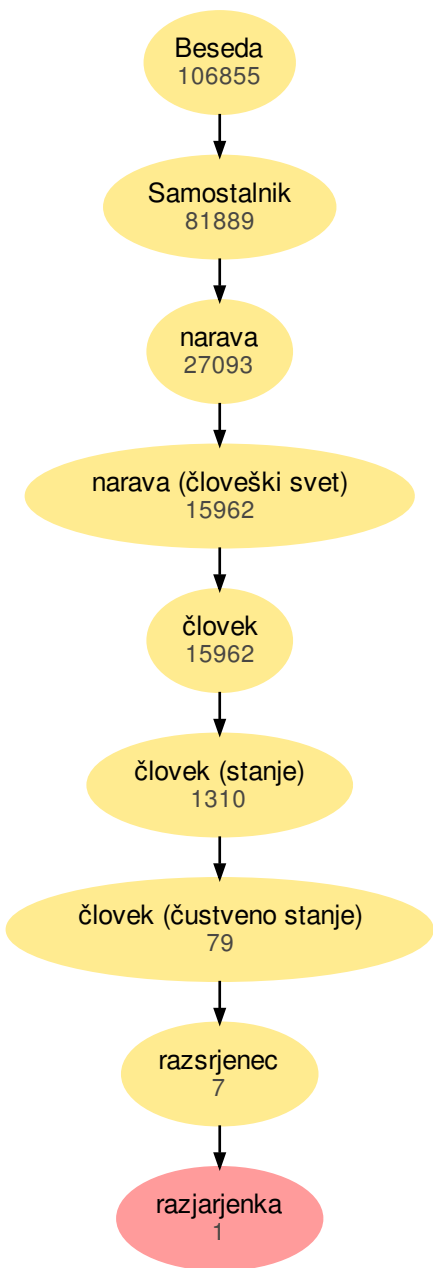 Beseda
106855
Samostalnik
81889
narava
27093
narava (človeški svet)
15962
človek
15962
človek (stanje)
1310
človek (čustveno stanje)
79
razsrjenec
7
razjarjenka
1